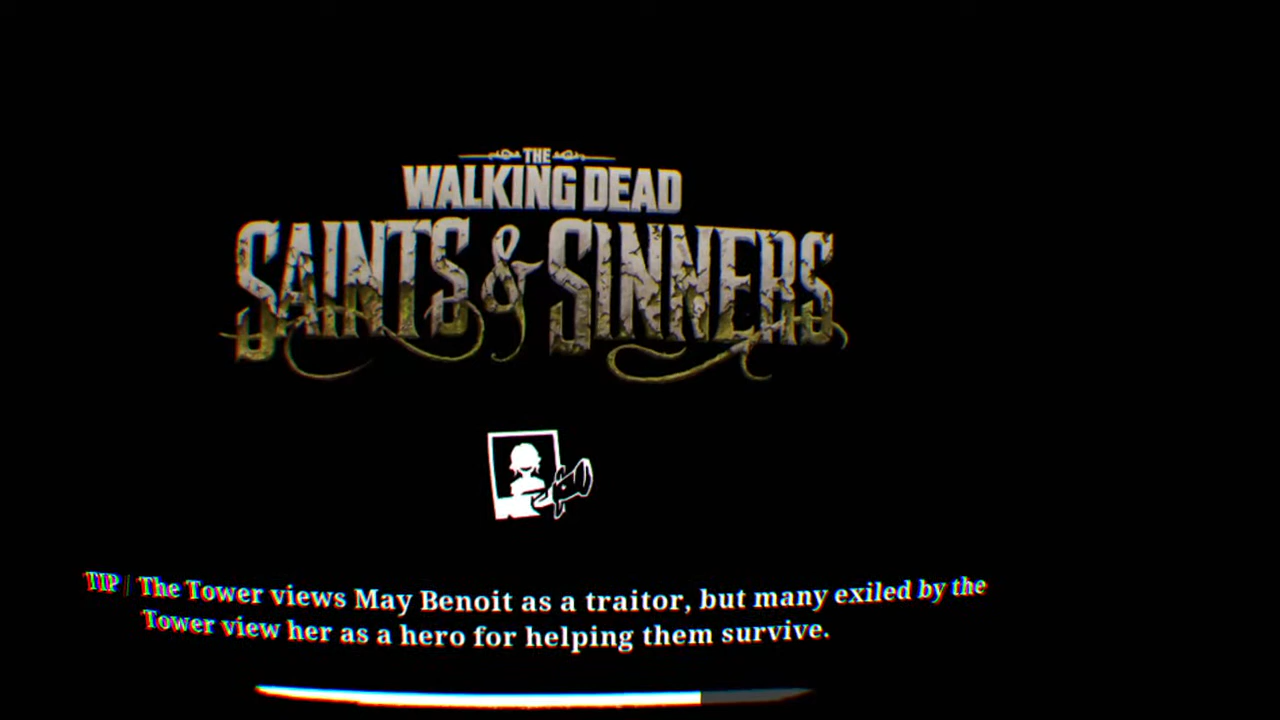 THE
WALKING DEAD
SAINTS & SINNERS
TIP | The Tower views May Benoit as a traitor, but many exiled by the
Tower view her as a hero for helping them survive.